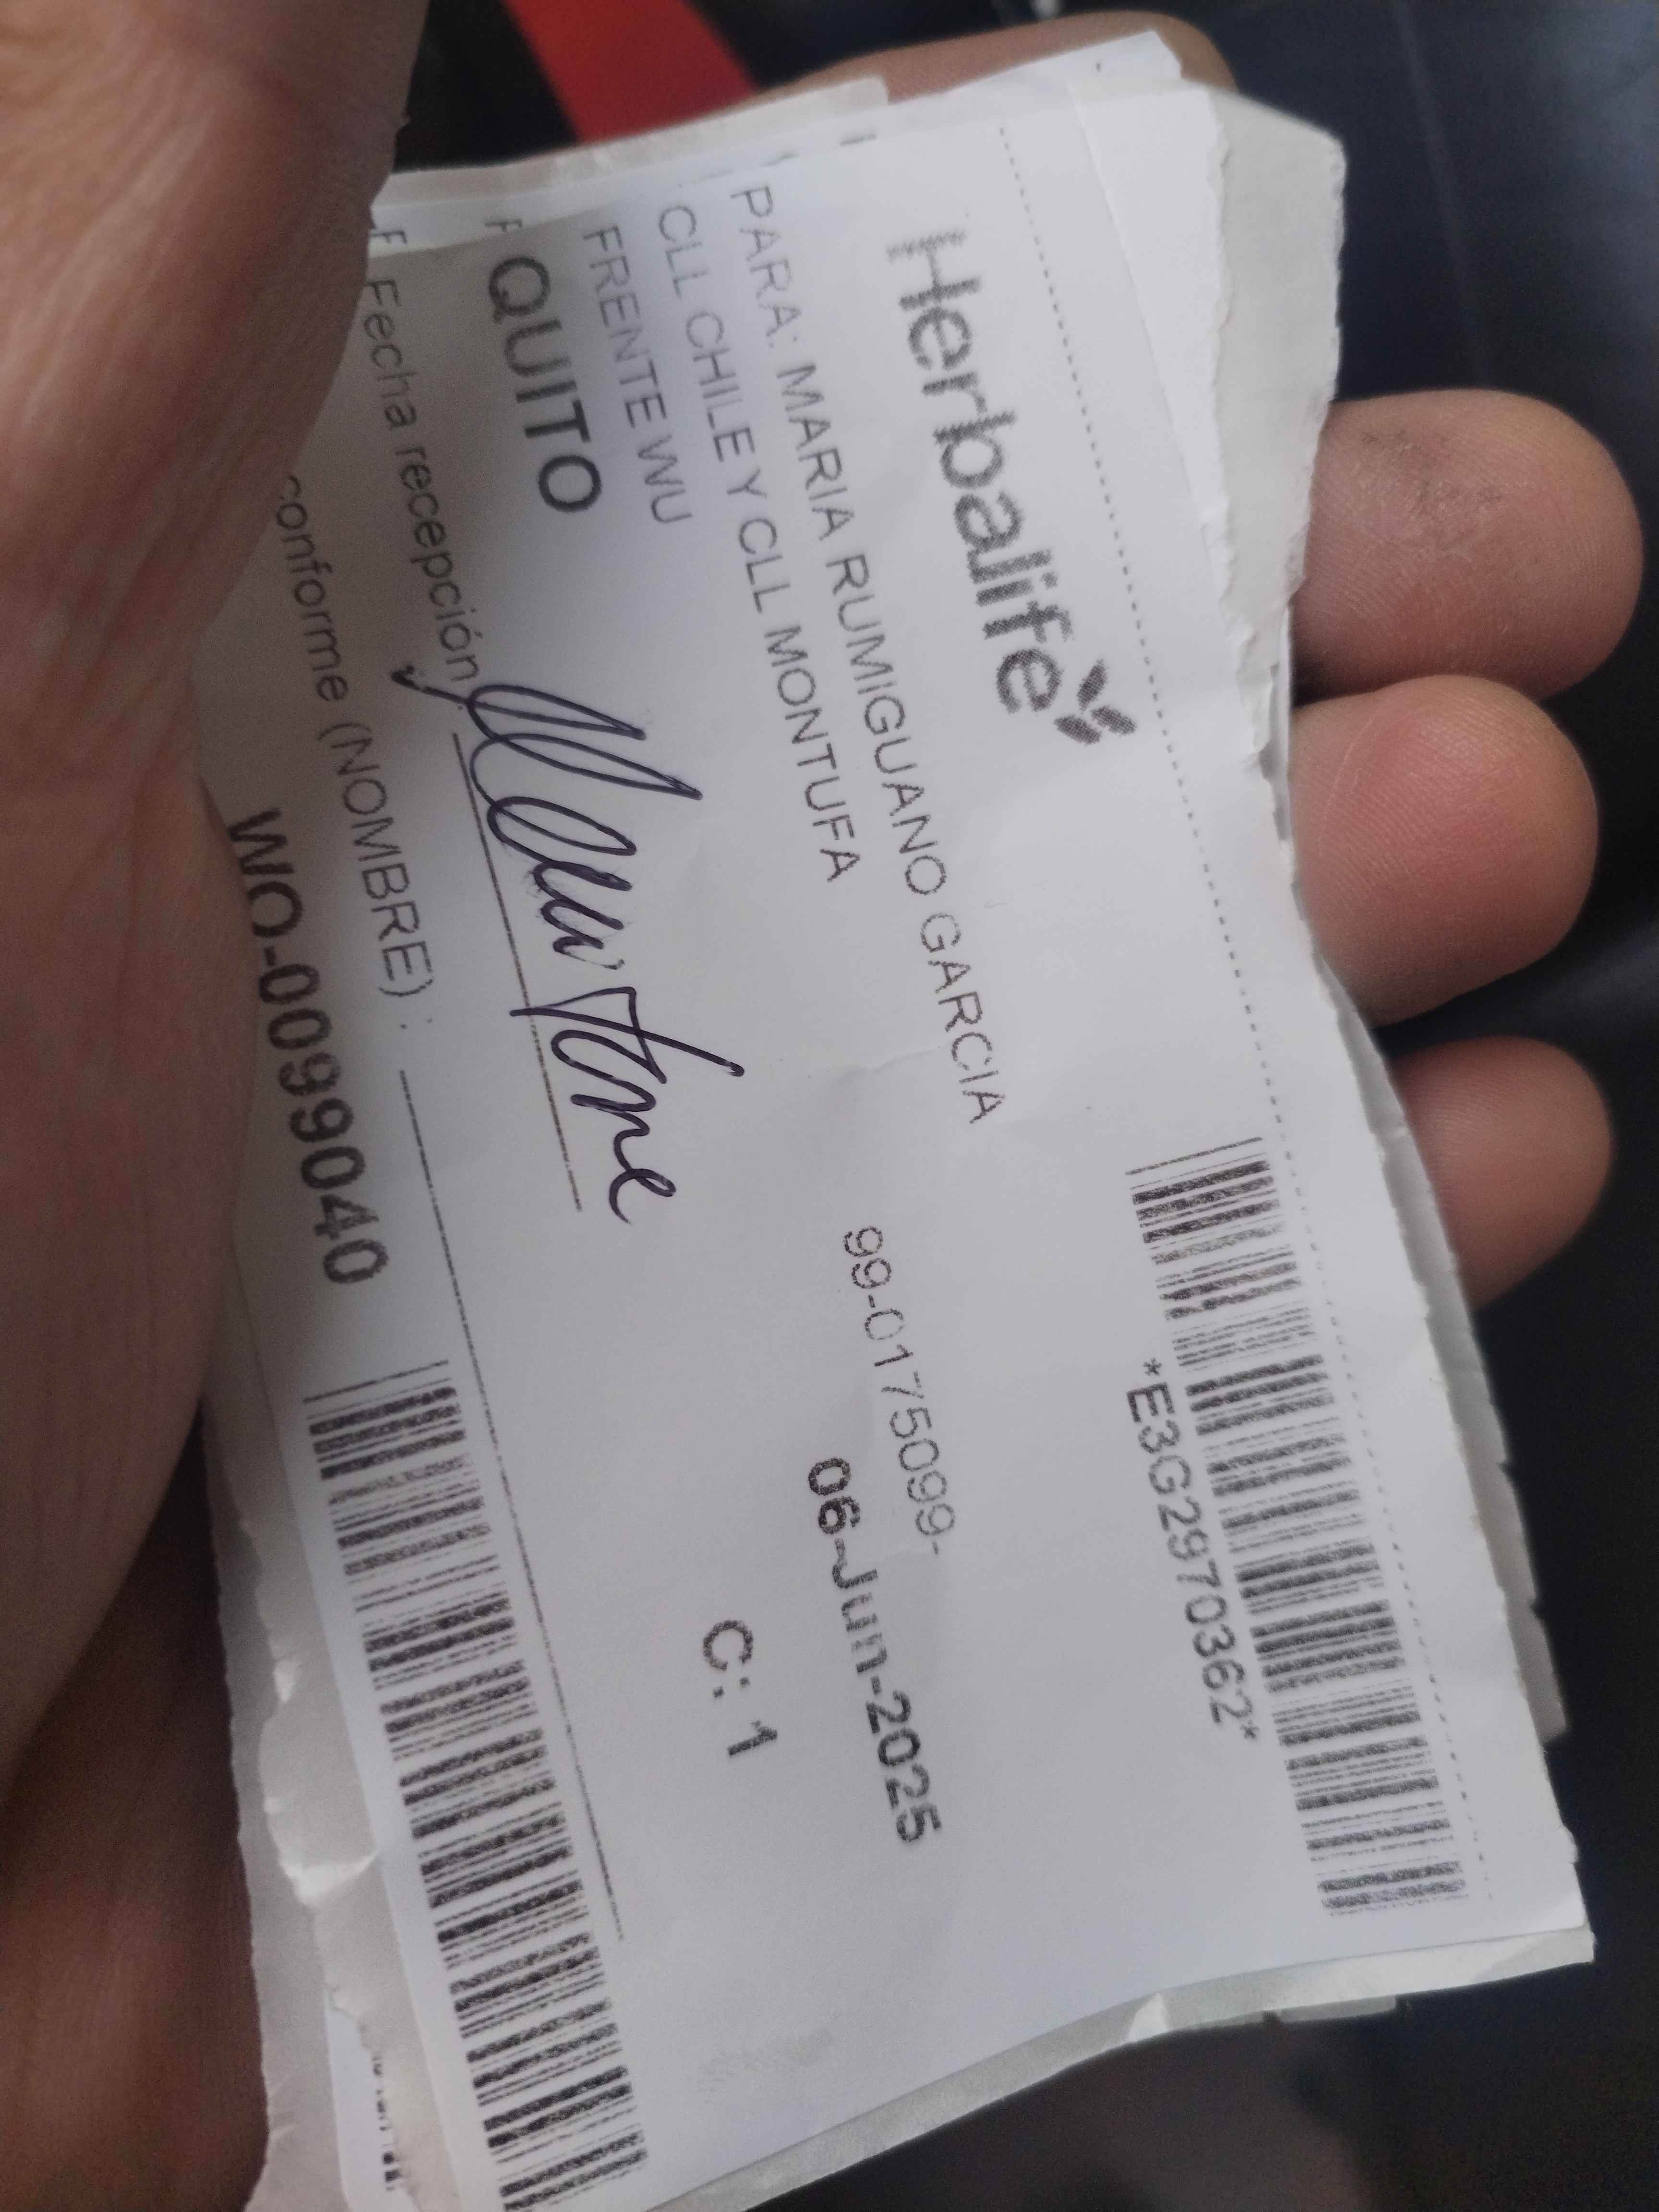 Herbalife
*E3G2970362*
PARA: MARIA RUMIGUANO GARCIA
99-0175099-
CLL CHILE Y CLL MONTUFA
06-Jun-2025
FRENTE WU
QUITO
C: 1
Fecha recepción
conforme (NOMBRE) :
WO-0099040